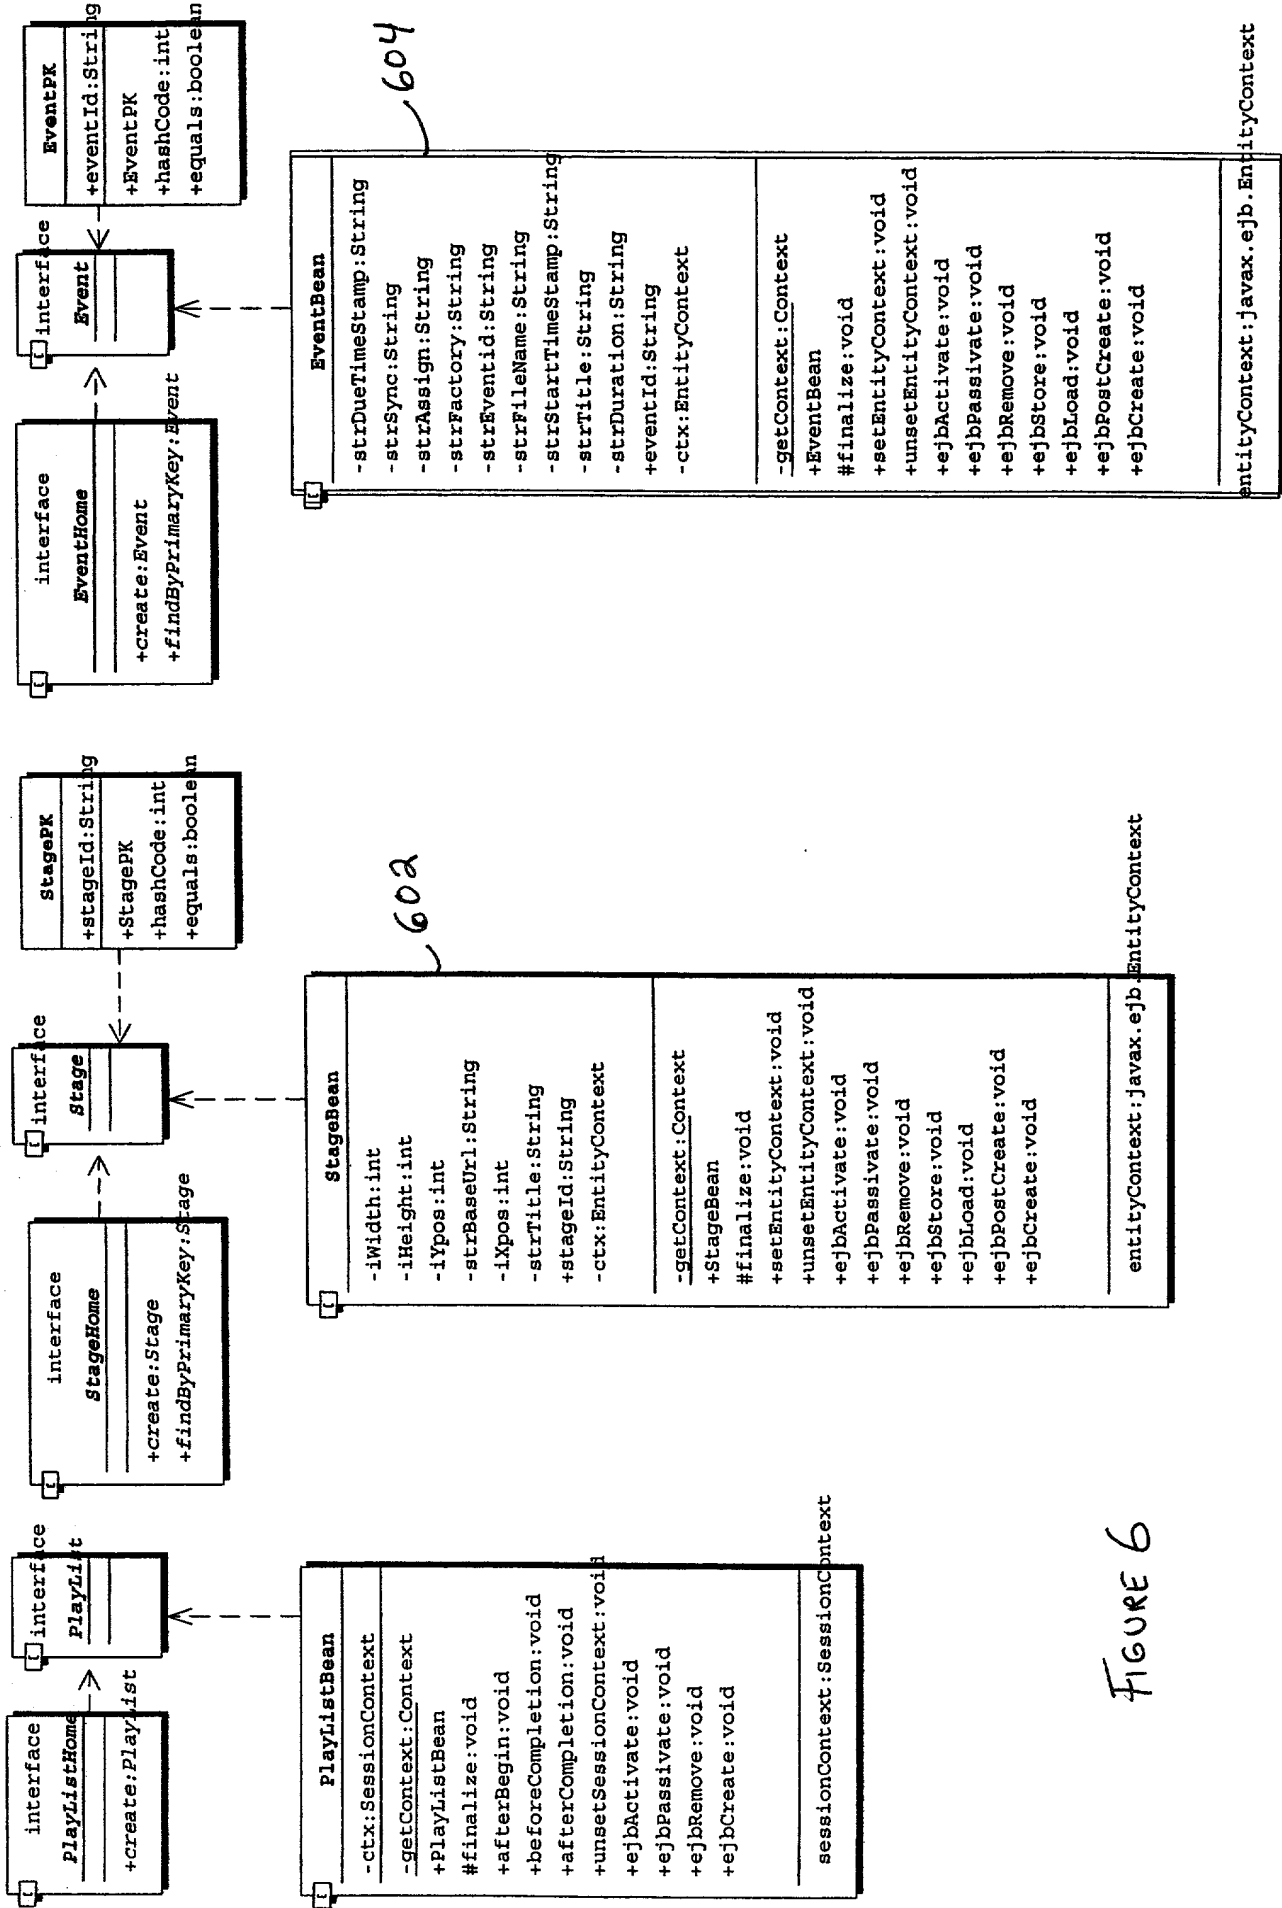 interface
PlayListHome
+create:PlayList
interface
PlayList
PlayListBean
-ctx:SessionContext
-getContext:Context
+PlayListBean
#finalize:void
+afterBegin:void
+beforeCompletion:void
+afterCompletion:void
+unsetSessionContext:void
+ejbActivate:void
+ejbPassivate:void
+ejbRemove:void
+ejbCreate:void
sessionContext:SessionContext
interface
StageHome
+create:Stage
+findByPrimaryKey:Stage
interface
Stage
StagePK
+stageId:String
+StagePK
+hashCode:int
+equals:boolean
StageBean
-iWidth:int
-iHeight:int
-iYpos:int
-strBaseUrl:String
-iXpos:int
-strTitle:String
+stageId:String
-ctx:EntityContext
-getContext:Context
+StageBean
#finalize:void
+setEntityContext:void
+unsetEntityContext:void
+ejbActivate:void
+ejbPassivate:void
+ejbRemove:void
+ejbStore:void
+ejbLoad:void
+ejbPostCreate:void
+ejbCreate:void
entityContext:javax.ejb.EntityContext
602
interface
EventHome
+create:Event
+findByPrimaryKey:Event
interface
Event
EventPK
+eventId:String
+EventPK
+hashCode:int
+equals:boolean
EventBean
-strDueTimeStamp:String
-strSync:String
-strAssign:String
-strFactory:String
-strEventid:String
-strFileName:String
-strStartTimeStamp:String
-strTitle:String
-strDuration:String
+eventId:String
-ctx:EntityContext
-getContext:Context
+EventBean
#finalize:void
+setEntityContext:void
+unsetEntityContext:void
+ejbActivate:void
+ejbPassivate:void
+ejbRemove:void
+ejbStore:void
+ejbLoad:void
+ejbPostCreate:void
+ejbCreate:void
entityContext:javax.ejb.EntityContext
604
FIGURE 6